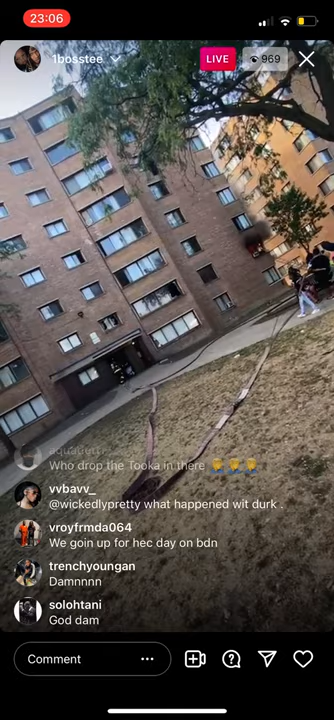 23:06
1bosstee
LIVE
969
Who drop the Tooka in there
vvbavv_
@wickedlypretty what happened wit durk .
vroyfrmda064
We goin up for hec day on bdn
trenchyoungan
Damnnnn
solohtani
God dam
Comment